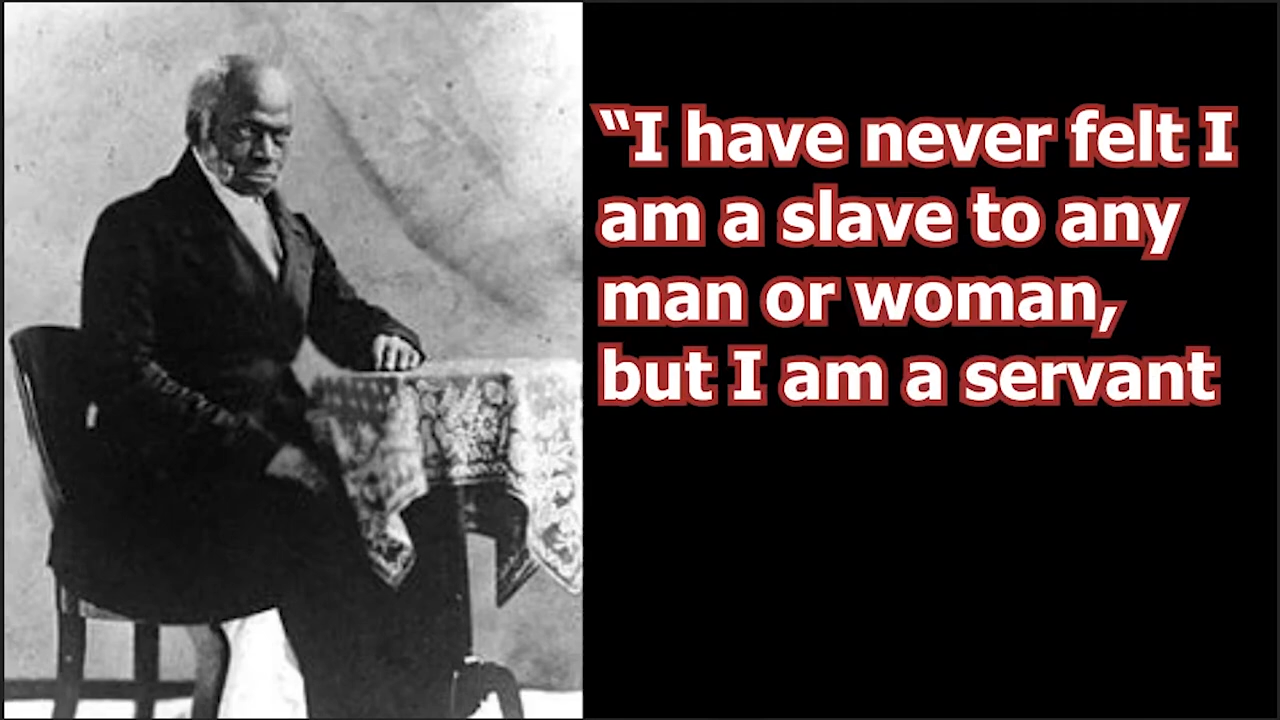 “I have never felt I
am a slave to any
man or woman,
but I am a servant